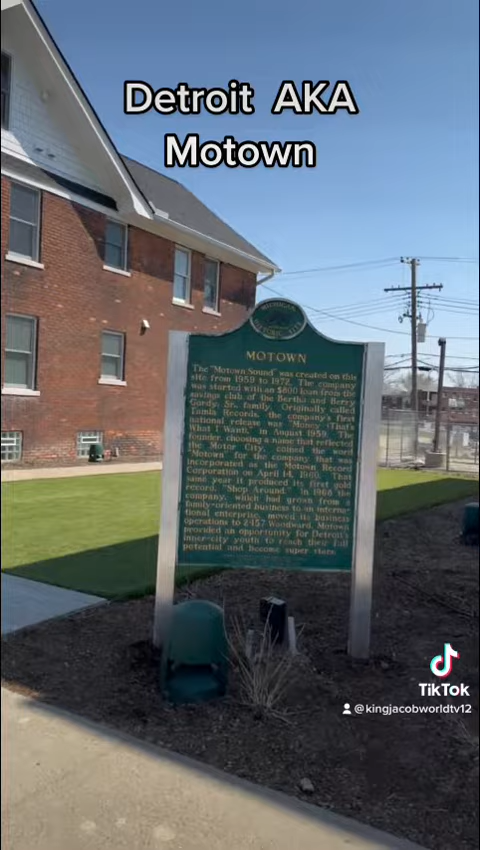 Detroit AKA
Motown
HISTORIC SITE
MOTOWN
The "Motown Sound" was created on this
site from 1959 to 1972. The company
was started with an $800 loan from the
savings club of the Bertha and Berry
Gordy, Sr., family. Originally called
Tamla Records, the company's first
national release was "Money (That's
What I Want)," in August 1959. The
founder, choosing a name that reflected
the Motor City, coined the word
"Motown" for the company that was
incorporated as the Motown Record
Corporation on April 14, 1960. That
same year it produced its first gold
record, "Shop Around." In 1968 the
company, which had grown from a
family-oriented business to an interna-
tional enterprise, moved its business
operations to 2457 Woodward. Motown
provided an opportunity for Detroit's
inner-city youth to reach their full
potential and become super stars.
TikTok
@kingjacobworldtv12